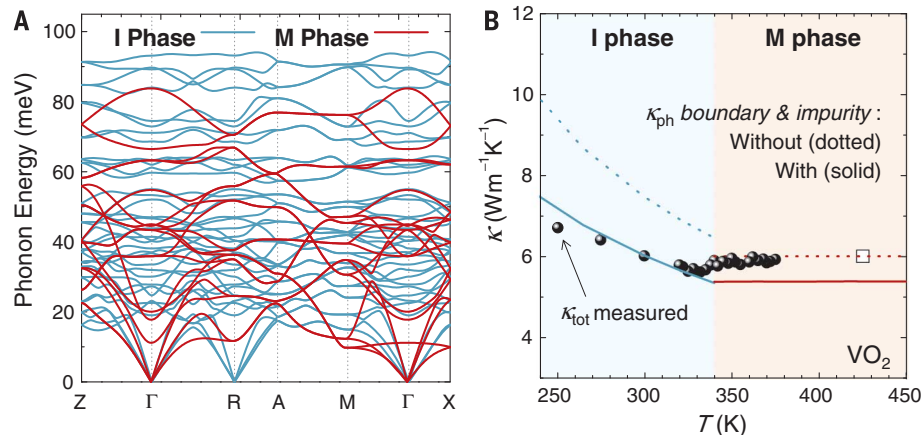 A
I Phase
M Phase
Phonon Energy (meV)
100
80
60
40
20
0
Z
Γ
R
A
M
Γ
X
B
I phase
M phase
κph boundary & impurity :
Without (dotted)
With (solid)
κtot measured
VO2
κ (Wm⁻¹K⁻¹)
12
10
8
6
4
250
300
350
400
450
T (K)